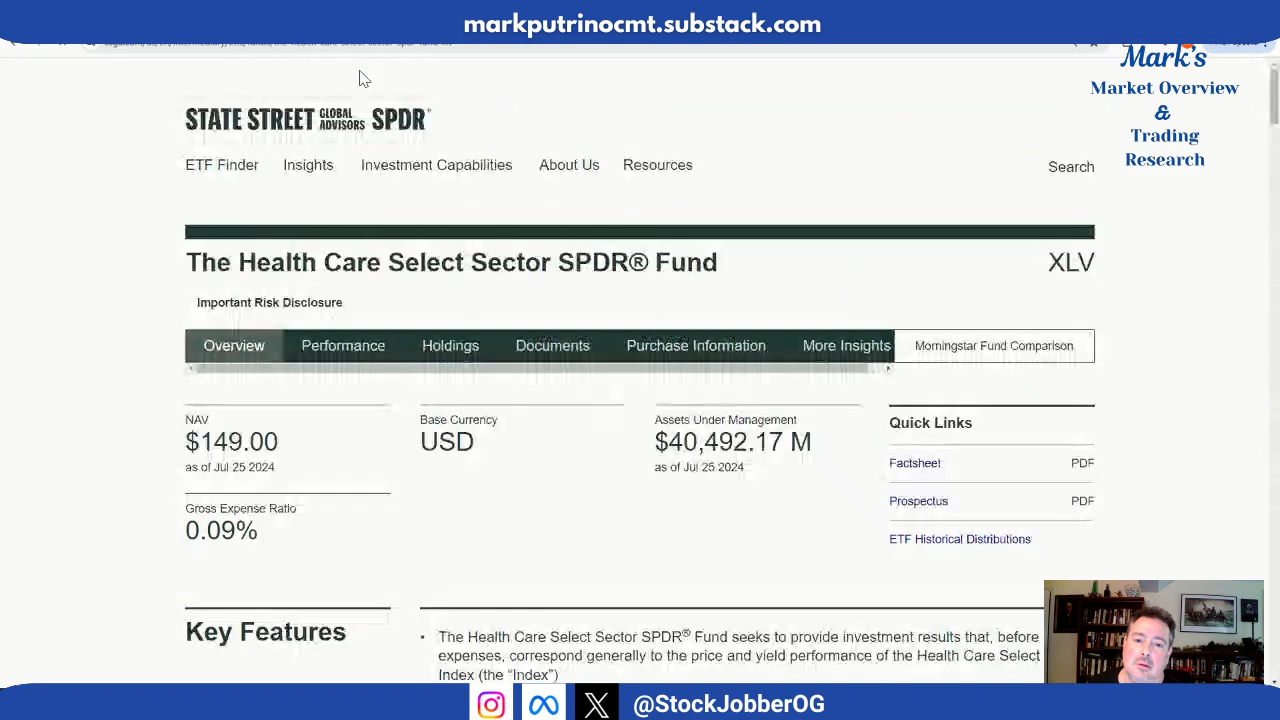 markputrinocmt.substack.com
Mark's
Market Overview
&
Trading
Research
STATE STREET GLOBAL ADVISORS SPDR®
ETF Finder Insights Investment Capabilities About Us Resources Search
The Health Care Select Sector SPDR® Fund XLV
Important Risk Disclosure
Overview Performance Holdings Documents Purchase Information More Insights Morningstar Fund Comparison
NAV
$149.00
as of Jul 25 2024
Base Currency
USD
Assets Under Management
$40,492.17 M
as of Jul 25 2024
Quick Links
Factsheet PDF
Prospectus PDF
ETF Historical Distributions
Gross Expense Ratio
0.09%
Key Features
• The Health Care Select Sector SPDR® Fund seeks to provide investment results that, before
expenses, correspond generally to the price and yield performance of the Health Care Select
Index (the “Index”)
@StockJobberOG